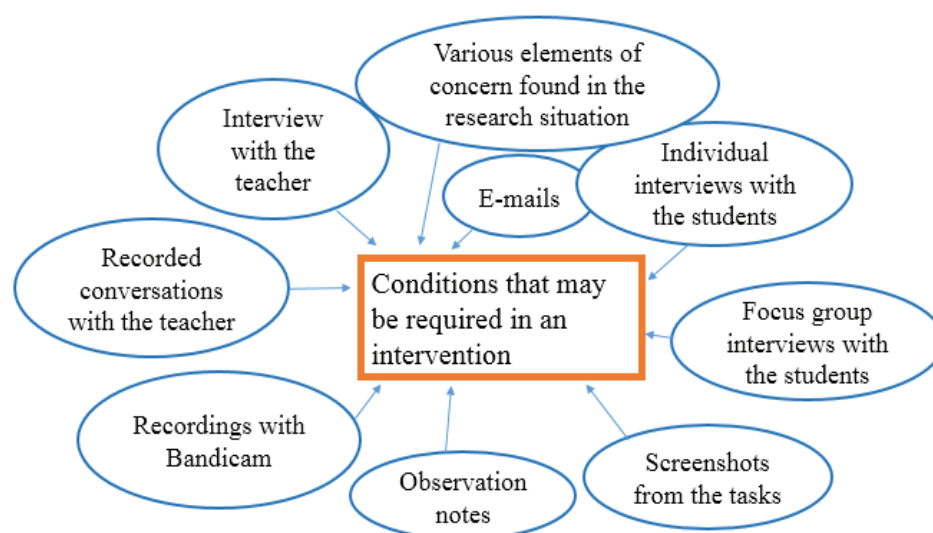 Various elements of
concern found in the
research situation
Interview
with the
teacher
E-mails
Individual
interviews with
the students
Recorded
conversations
with the teacher
Conditions that may
be required in an
intervention
Focus group
interviews with
the students
Recordings with
Bandicam
Observation
notes
Screenshots
from the tasks